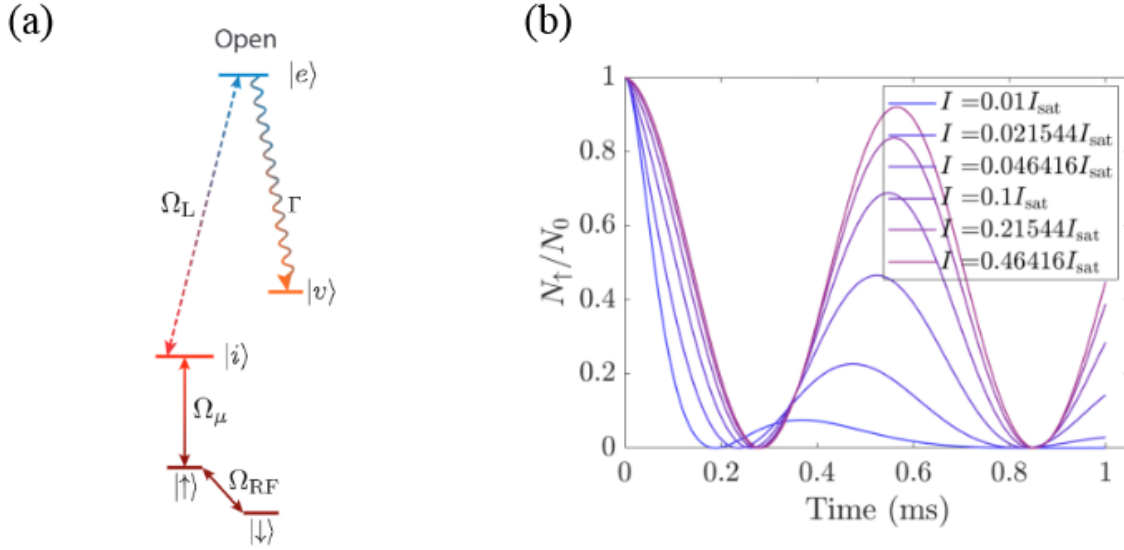 (a)
Open
|e⟩
Ω_L
Γ
|v⟩
|i⟩
Ω_μ
|↑⟩
Ω_RF
|↓⟩
(b)
N_↑/N_0
1
0.8
0.6
0.4
0.2
0
0 0.2 0.4 0.6 0.8 1
Time (ms)
I =0.01I_sat
I =0.021544I_sat
I =0.046416I_sat
I =0.1I_sat
I =0.21544I_sat
I =0.46416I_sat